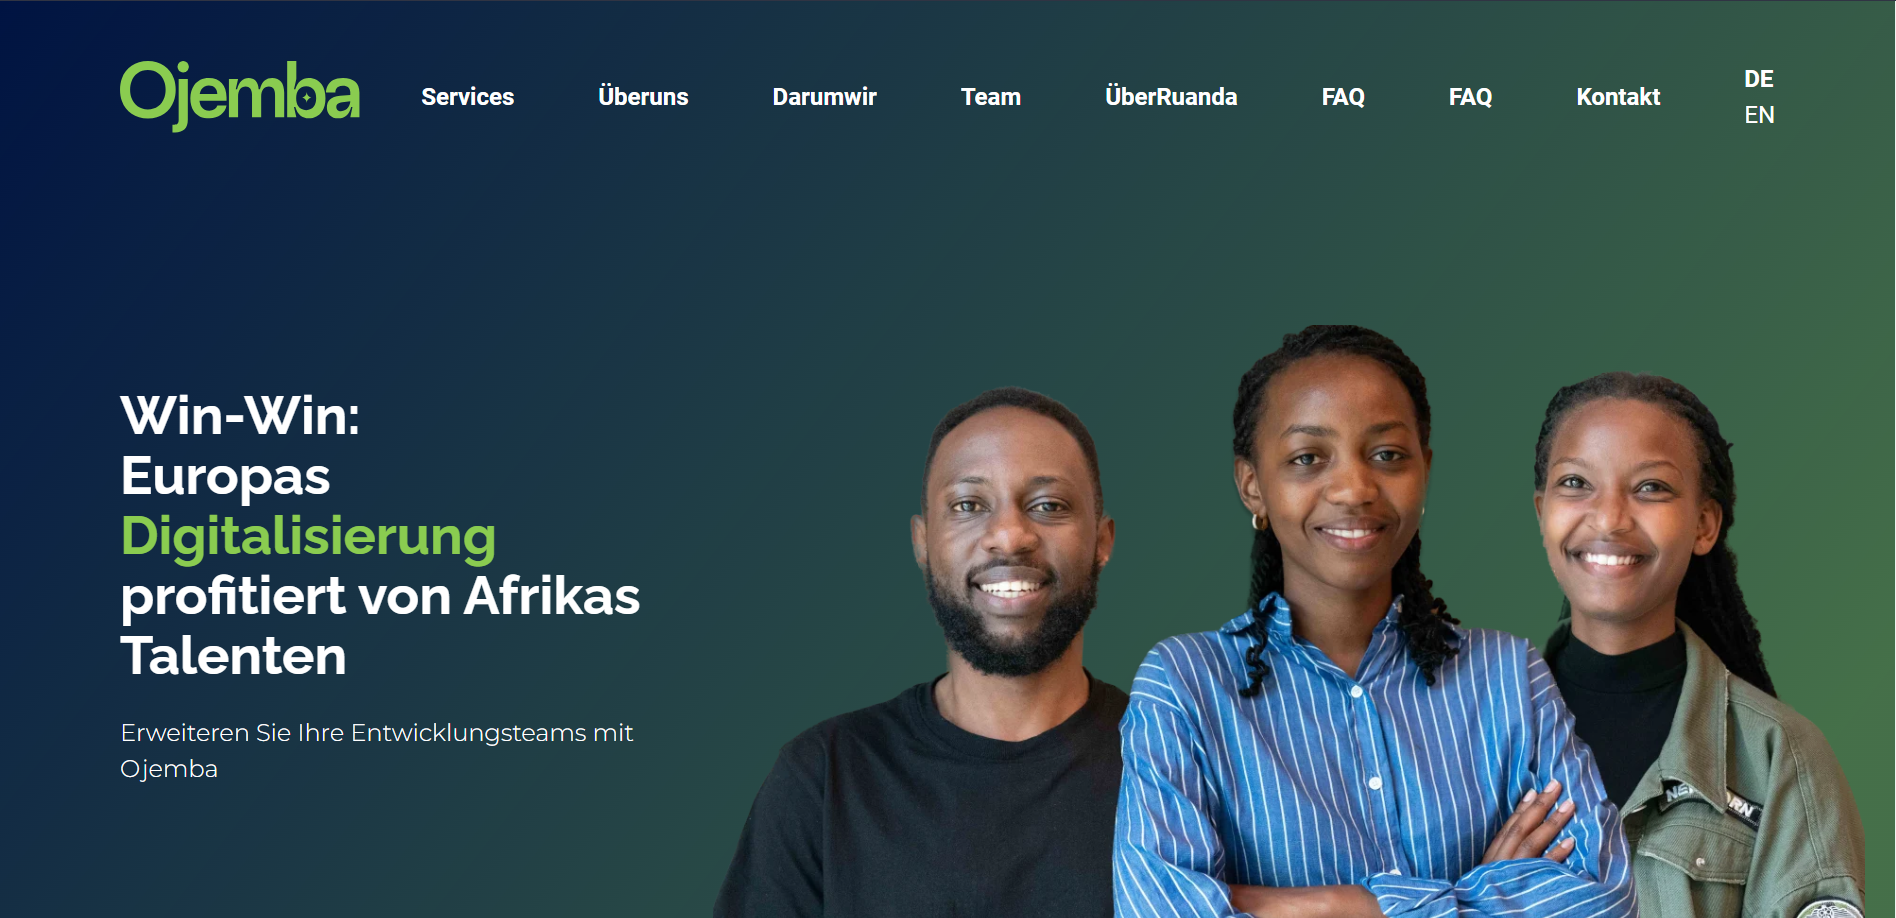 Ojemba
Services Überuns Darumwir Team ÜberRuanda FAQ FAQ Kontakt
DE
EN
Win-Win:
Europas
Digitalisierung
profitiert von Afrikas
Talenten
Erweiteren Sie Ihre Entwicklungsteams mit
Ojemba